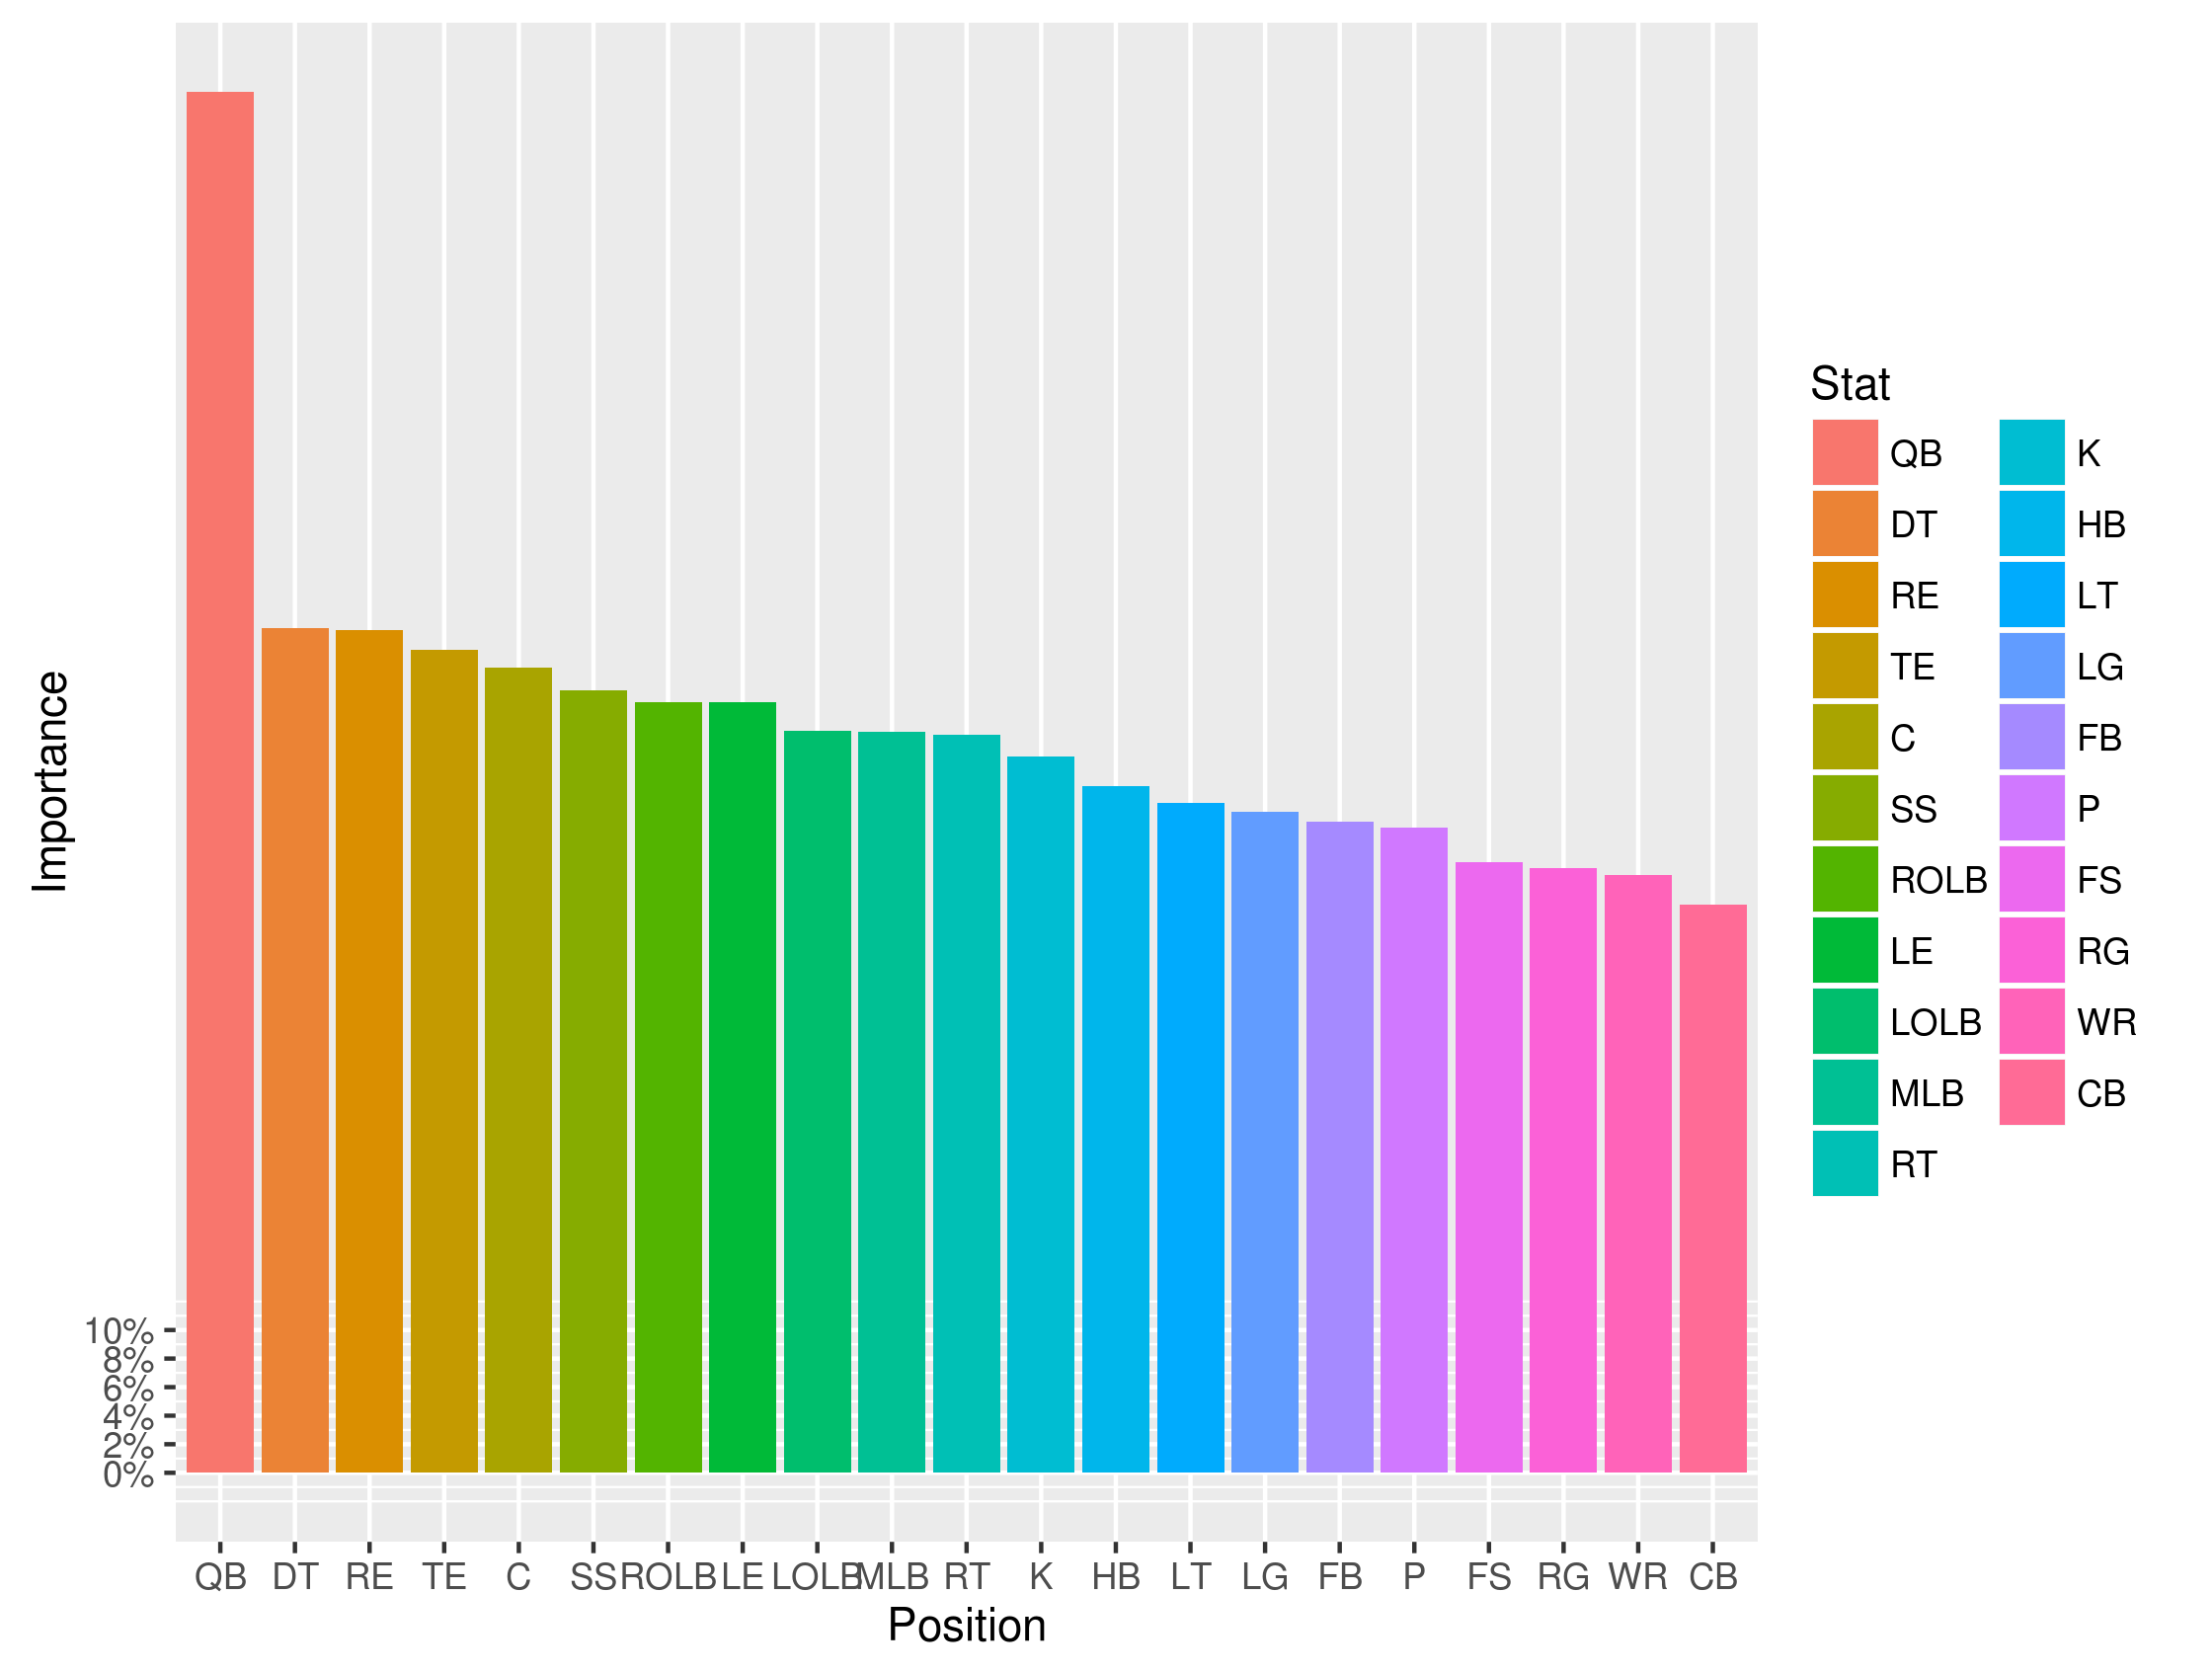 Importance
10%
8%
6%
4%
2%
0%
QB DT RE TE C SS ROLB LE LOLB MLB RT K HB LT LG FB P FS RG WR CB
Position
Stat
QB
DT
RE
TE
C
SS
ROLB
LE
LOLB
MLB
RT
K
HB
LT
LG
FB
P
FS
RG
WR
CB